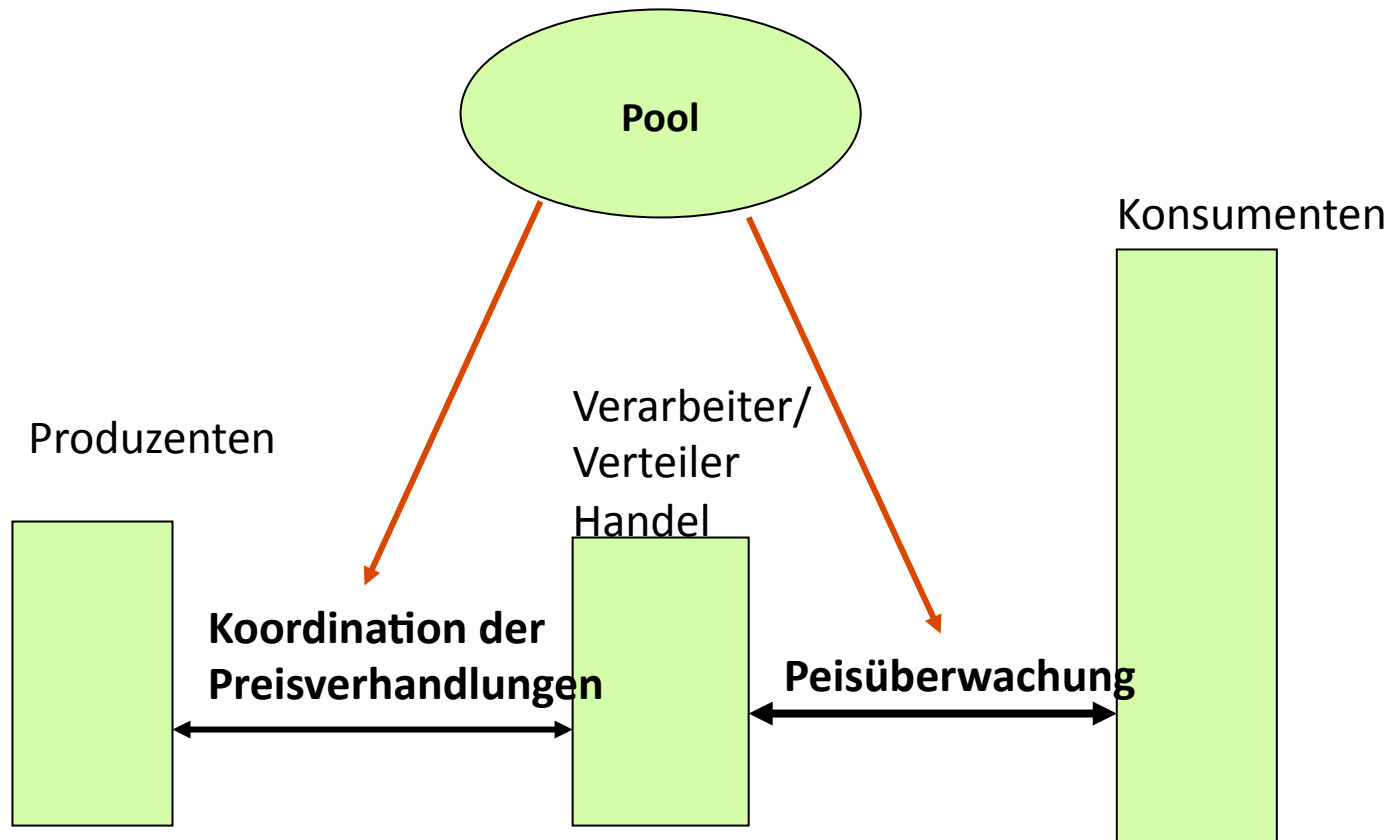 Pool
Konsumenten
Verarbeiter/
Verteiler
Handel
Produzenten
Koordination der
Preisverhandlungen
Peisüberwachung